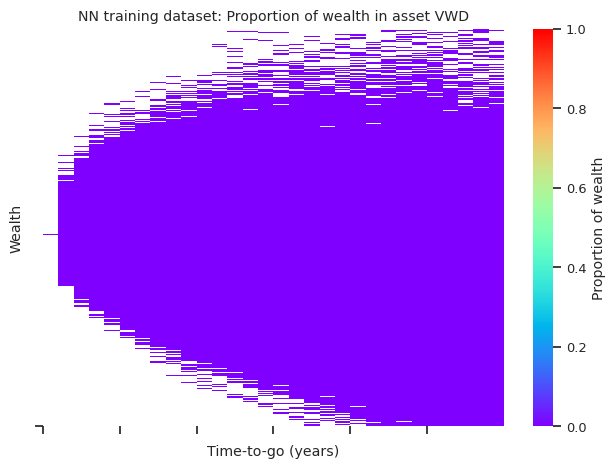 NN training dataset: Proportion of wealth in asset VWD
1.0
0.8
0.6
0.4
0.2
0.0
Proportion of wealth
Wealth
Time-to-go (years)